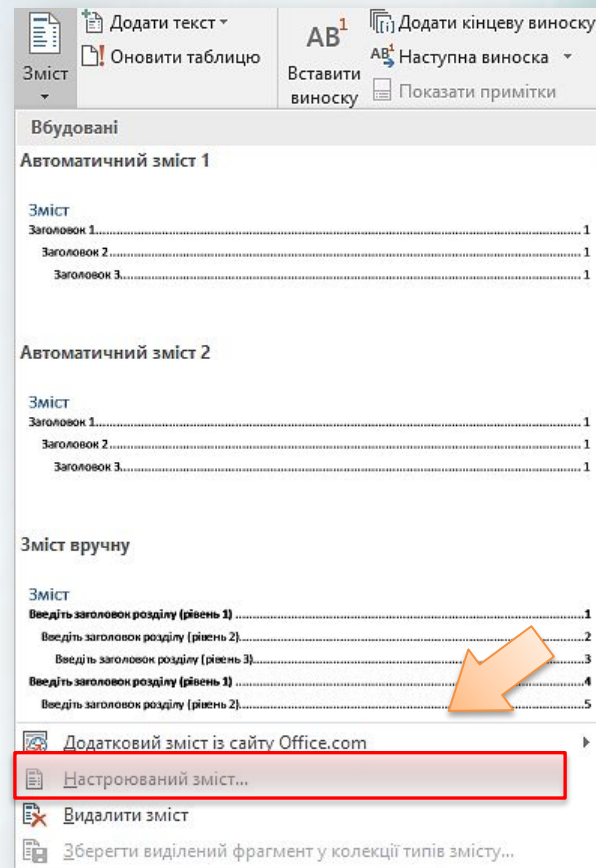 Зміст
Додати текст
Оновити таблицю
AB1
Вставити
виноску
[i] Додати кінцеву виноску
AB1 Наступна виноска
Показати примітки
Вбудовані
Автоматичний зміст 1
Зміст
Заголовок 1...........................................................1
Заголовок 2...........................................................1
Заголовок 3...........................................................1
Автоматичний зміст 2
Зміст
Заголовок 1...........................................................1
Заголовок 2...........................................................1
Заголовок 3...........................................................1
Зміст вручну
Зміст
Введіть заголовок розділу (рівень 1) ...........................................................1
Введіть заголовок розділу (рівень 2)...........................................................2
Введіть заголовок розділу (рівень 3)...........................................................3
Введіть заголовок розділу (рівень 1) ...........................................................4
Введіть заголовок розділу (рівень 2)...........................................................5
Додатковий зміст із сайту Office.com
Настроюваний зміст...
Видалити зміст
Зберегти виділений фрагмент у колекції типів змісту...